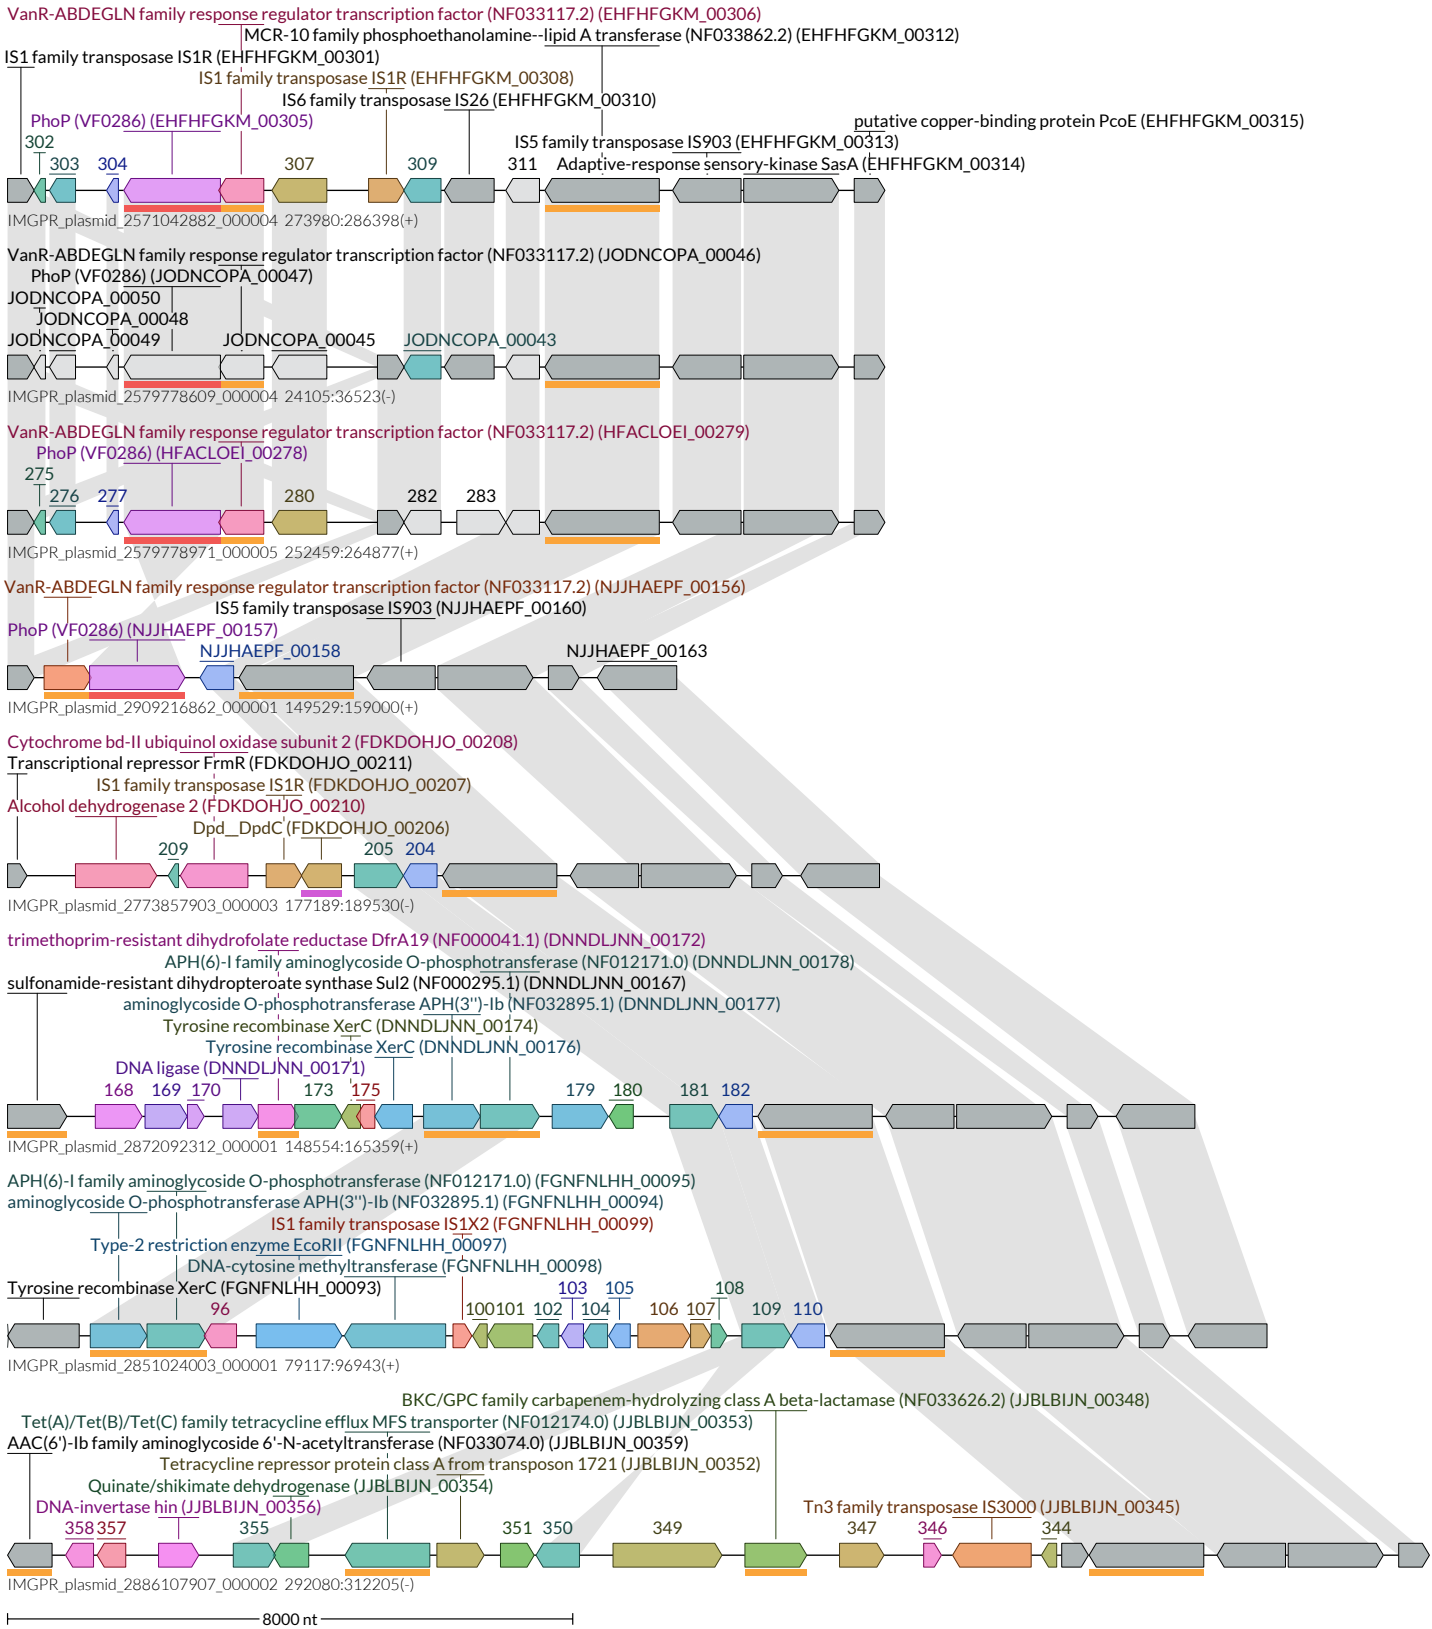 VanR-ABDEGLN family response regulator transcription factor (NF033117.2) (EHFHFGKM_00306)
MCR-10 family phosphoethanolamine--lipid A transferase (NF033862.2) (EHFHFGKM_00312)
IS1 family transposase IS1R (EHFHFGKM_00301)
IS1 family transposase IS1R (EHFHFGKM_00308)
IS6 family transposase IS26 (EHFHFGKM_00310)
PhoP (VF0286) (EHFHFGKM_00305)
putative copper-binding protein PcoE (EHFHFGKM_00315)
302
IS5 family transposase IS903 (EHFHFGKM_00313)
303 304 307 309 311 Adaptive-response sensory-kinase SasA (EHFHFGKM_00314)
IMGPR_plasmid_2571042882_000004 273980:286398(+)
VanR-ABDEGLN family response regulator transcription factor (NF033117.2) (JODNCOPA_00046)
PhoP (VF0286) (JODNCOPA_00047)
JODNCOPA_00050
JODNCOPA_00048
JODNCOPA_00049 JODNCOPA_00045 JODNCOPA_00043
IMGPR_plasmid_2579778609_000004 24105:36523(-)
VanR-ABDEGLN family response regulator transcription factor (NF033117.2) (HFACLOEI_00279)
PhoP (VF0286) (HFACLOEI_00278)
275
276 277 280 282 283
IMGPR_plasmid_2579778971_000005 252459:264877(+)
VanR-ABDEGLN family response regulator transcription factor (NF033117.2) (NJJHAEPF_00156)
IS5 family transposase IS903 (NJJHAEPF_00160)
PhoP (VF0286) (NJJHAEPF_00157)
NJJHAEPF_00158 NJJHAEPF_00163
IMGPR_plasmid_2909216862_000001 149529:159000(+)
Cytochrome bd-II ubiquinol oxidase subunit 2 (FDKDOHJO_00208)
Transcriptional repressor FrmR (FDKDOHJO_00211)
IS1 family transposase IS1R (FDKDOHJO_00207)
Alcohol dehydrogenase 2 (FDKDOHJO_00210)
Dpd__DpdC (FDKDOHJO_00206)
209 205 204
IMGPR_plasmid_2773857903_000003 177189:189530(-)
trimethoprim-resistant dihydrofolate reductase DfrA19 (NF000041.1) (DNNDLJNN_00172)
APH(6)-I family aminoglycoside O-phosphotransferase (NF012171.0) (DNNDLJNN_00178)
sulfonamide-resistant dihydropteroate synthase Sul2 (NF000295.1) (DNNDLJNN_00167)
aminoglycoside O-phosphotransferase APH(3'')-Ib (NF032895.1) (DNNDLJNN_00177)
Tyrosine recombinase XerC (DNNDLJNN_00174)
Tyrosine recombinase XerC (DNNDLJNN_00176)
DNA ligase (DNNDLJNN_00171)
168 169 170 173 175 179 180 181 182
IMGPR_plasmid_2872092312_000001 148554:165359(+)
APH(6)-I family aminoglycoside O-phosphotransferase (NF012171.0) (FGNFNLHH_00095)
aminoglycoside O-phosphotransferase APH(3'')-Ib (NF032895.1) (FGNFNLHH_00094)
IS1 family transposase IS1X2 (FGNFNLHH_00099)
Type-2 restriction enzyme EcoRII (FGNFNLHH_00097)
DNA-cytosine methyltransferase (FGNFNLHH_00098)
Tyrosine recombinase XerC (FGNFNLHH_00093) 103 105 108
96 100 101 102 104 106 107 109 110
IMGPR_plasmid_2851024003_000001 79117:96943(+)
BKC/GPC family carbapenem-hydrolyzing class A beta-lactamase (NF033626.2) (JJBLBIJN_00348)
Tet(A)/Tet(B)/Tet(C) family tetracycline efflux MFS transporter (NF012174.0) (JJBLBIJN_00353)
AAC(6')-Ib family aminoglycoside 6'-N-acetyltransferase (NF033074.0) (JJBLBIJN_00359)
Tetracycline repressor protein class A from transposon 1721 (JJBLBIJN_00352)
Quinate/shikimate dehydrogenase (JJBLBIJN_00354)
DNA-invertase hin (JJBLBIJN_00356) Tn3 family transposase IS3000 (JJBLBIJN_00345)
358 357 355 351 350 349 347 346 344
IMGPR_plasmid_2886107907_000002 292080:312205(-)
8000 nt